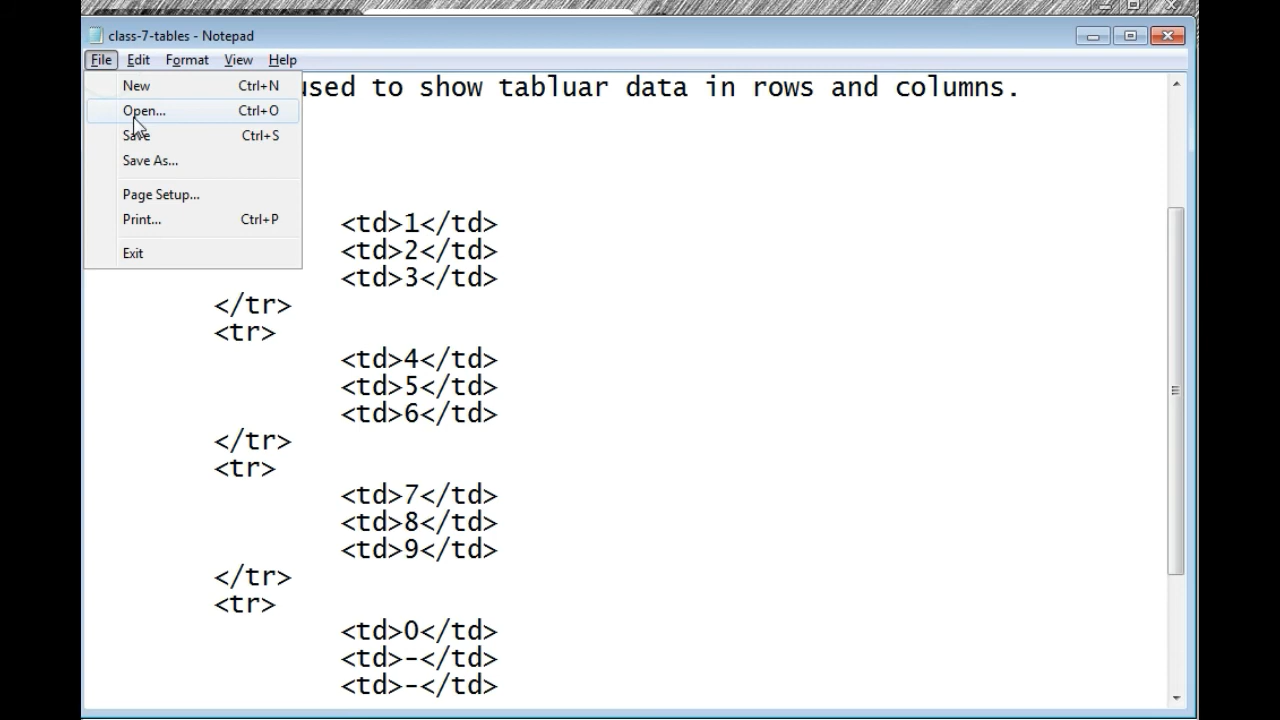 class-7-tables - Notepad
File Edit Format View Help
New Ctrl+N
Open... Ctrl+O
Save Ctrl+S
Save As...
Page Setup...
Print... Ctrl+P
Exit
used to show tabluar data in rows and columns.
<td>1</td>
<td>2</td>
<td>3</td>
</tr>
<tr>
<td>4</td>
<td>5</td>
<td>6</td>
</tr>
<tr>
<td>7</td>
<td>8</td>
<td>9</td>
</tr>
<tr>
<td>0</td>
<td>-</td>
<td>-</td>